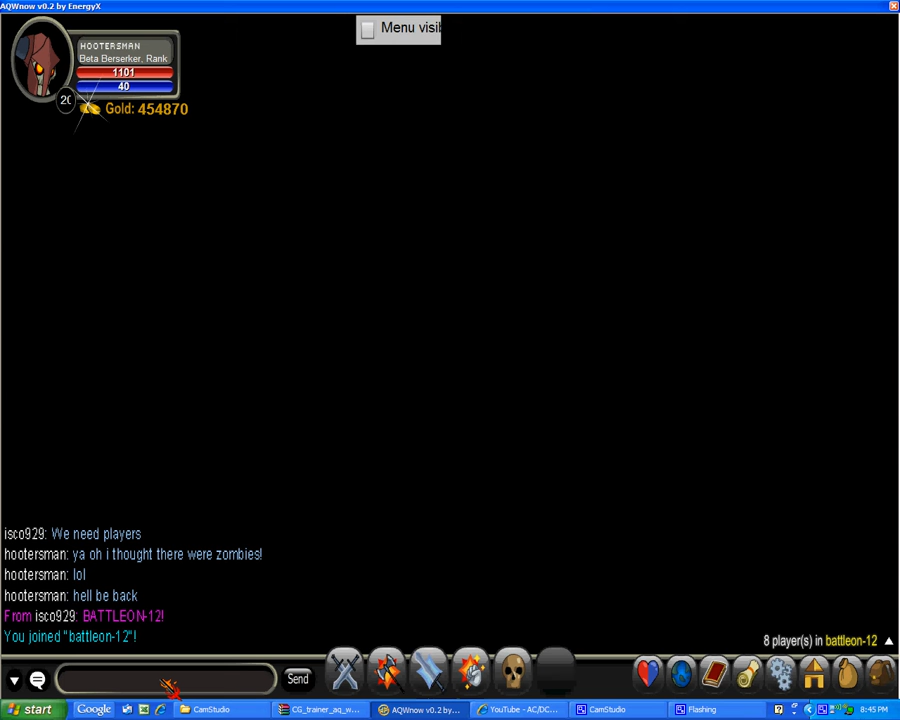 AQWnow v0.2 by EnergyX
Menu visi
HOOTERSMAN
Beta Berserker, Rank
1101
40
20
Gold: 454870
isco929: We need players
hootersman: ya oh i thought there were zombies!
hootersman: lol
hootersman: hell be back
From isco929: BATTLEON-12!
You joined "battleon-12"!
8 player(s) in battleon-12
Send
start
Google
CamStudio
CG_trainer_aq_w...
AQWnow v0.2 by...
YouTube - AC/DC...
CamStudio
Flashing
8:45 PM